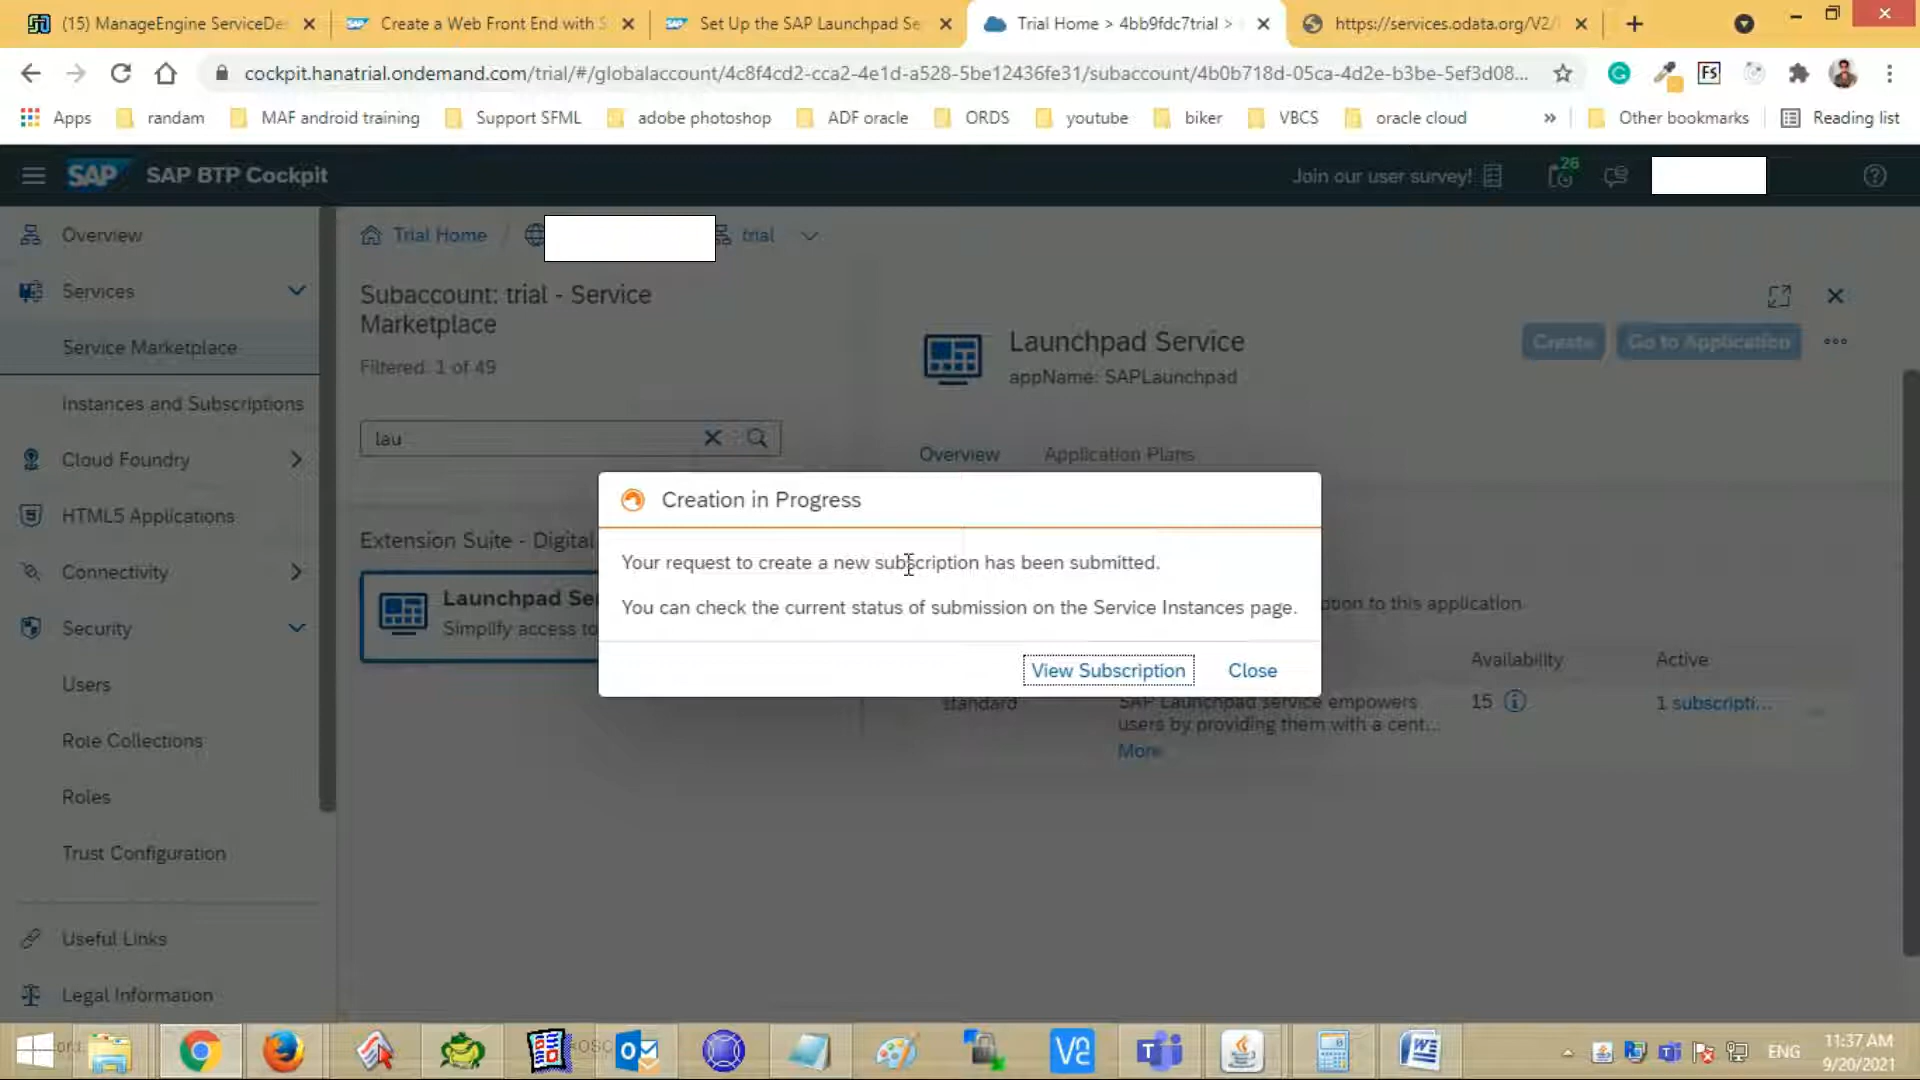 (15) ManageEngine ServiceDe
Create a Web Front End with S
Set Up the SAP Launchpad Se
Trial Home > 4bb9fdc7trial >
https://services.odata.org/V2/
cockpit.hanatrial.ondemand.com/trial/#/globalaccount/4c8f4cd2-cca2-4e1d-a528-5be12436fe31/subaccount/4b0b718d-05ca-4d2e-b3be-5ef3d08...
Apps
randam
MAF android training
Support SFML
adobe photoshop
ADF oracle
ORDS
youtube
biker
VBCS
oracle cloud
»
Other bookmarks
Reading list
SAP
SAP BTP Cockpit
Join our user survey!
26
Overview
Services
Service Marketplace
Instances and Subscriptions
Cloud Foundry
HTML5 Applications
Connectivity
Security
Users
Role Collections
Roles
Trust Configuration
Useful Links
Legal Information
Trial Home /
trial
Subaccount: trial - Service
Marketplace
Filtered: 1 of 49
lau
Extension Suite - Digital
Launchpad Se
Simplify access to
Launchpad Service
appName: SAPLaunchpad
Create
Go to Application
Overview
Application Plans
ption to this application
Availability
Active
standard
SAP Launchpad service empowers
users by providing them with a cent...
More
15
1 subscripti...
Creation in Progress
Your request to create a new subscription has been submitted.
You can check the current status of submission on the Service Instances page.
View Subscription
Close
ENG
11:37 AM
9/20/2021